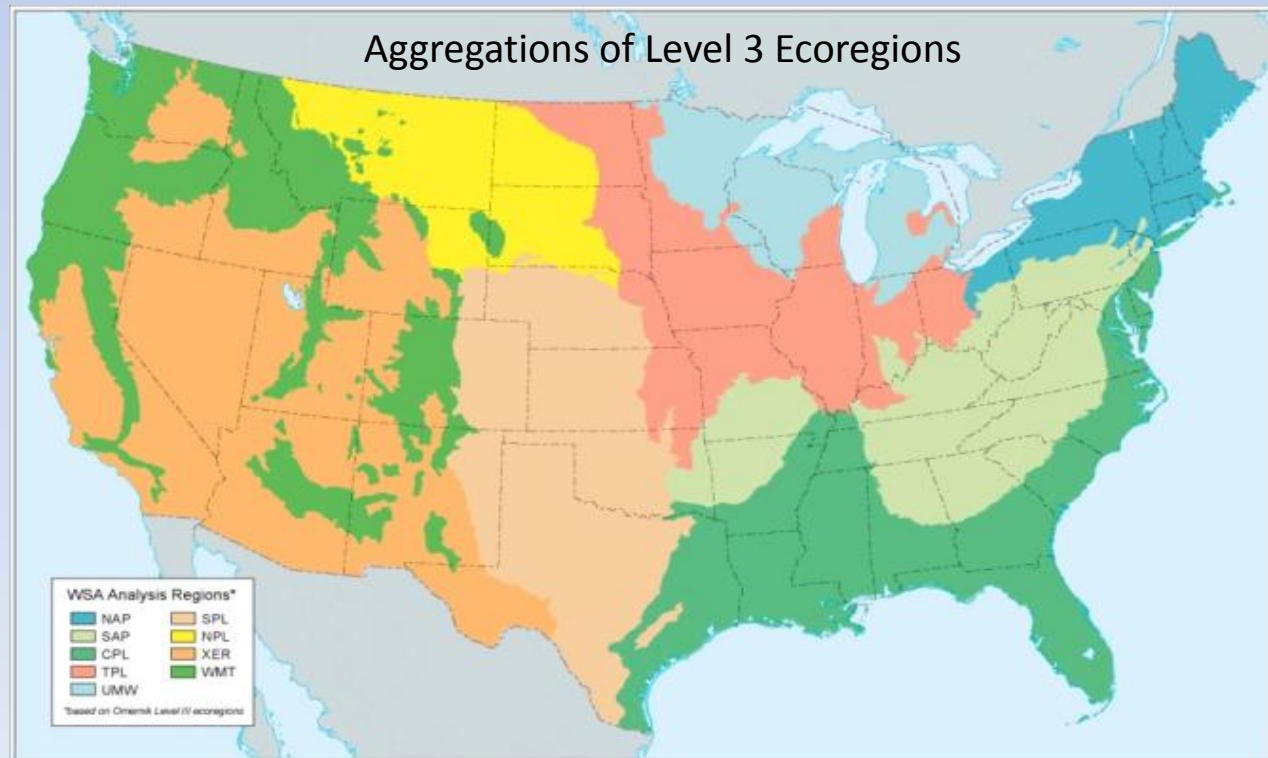 Aggregations of Level 3 Ecoregions
WSA Analysis Regions*
NAP
SAP
CPL
TPL
UMW
SPL
NPL
XER
WMT
*based on Omernik Level III ecoregions